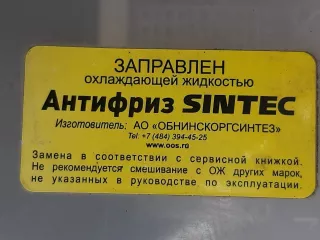 ЗАПРАВЛЕН
охлаждающей жидкостью
Антифриз SINTEC
Изготовитель: АО «ОБНИНСКОРГСИНТЕЗ»
Tel: +7 (484) 394-45-25
www.oos.ru
Замена в соответствии с сервисной книжкой.
Не рекомендуется смешивание с ОЖ других марок,
не указанных в руководстве по эксплуатации.